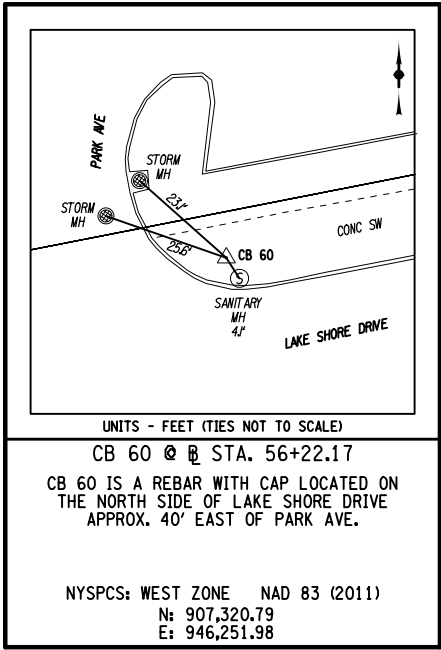 PARK AVE
STORM
MH
23.1'
STORM
MH
25.6'
CB 60
CONC SW
S
SANITARY
MH
4.1'
LAKE SHORE DRIVE
UNITS - FEET (TIES NOT TO SCALE)
CB 60 @ ℄ STA. 56+22.17
CB 60 IS A REBAR WITH CAP LOCATED ON
THE NORTH SIDE OF LAKE SHORE DRIVE
APPROX. 40' EAST OF PARK AVE.
NYSPCS: WEST ZONE NAD 83 (2011)
N: 907,320.79
E: 946,251.98